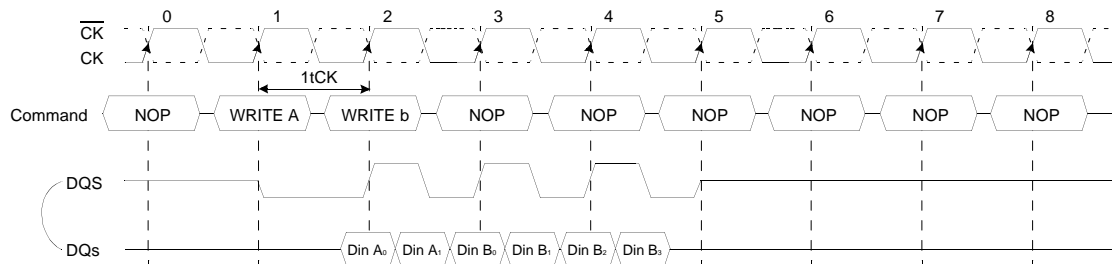 0 1 2 3 4 5 6 7 8
CK
CK
1tCK
Command NOP WRITE A WRITE b NOP NOP NOP NOP NOP NOP
DQS
DQs Din A₀ Din A₁ Din B₀ Din B₁ Din B₂ Din B₃